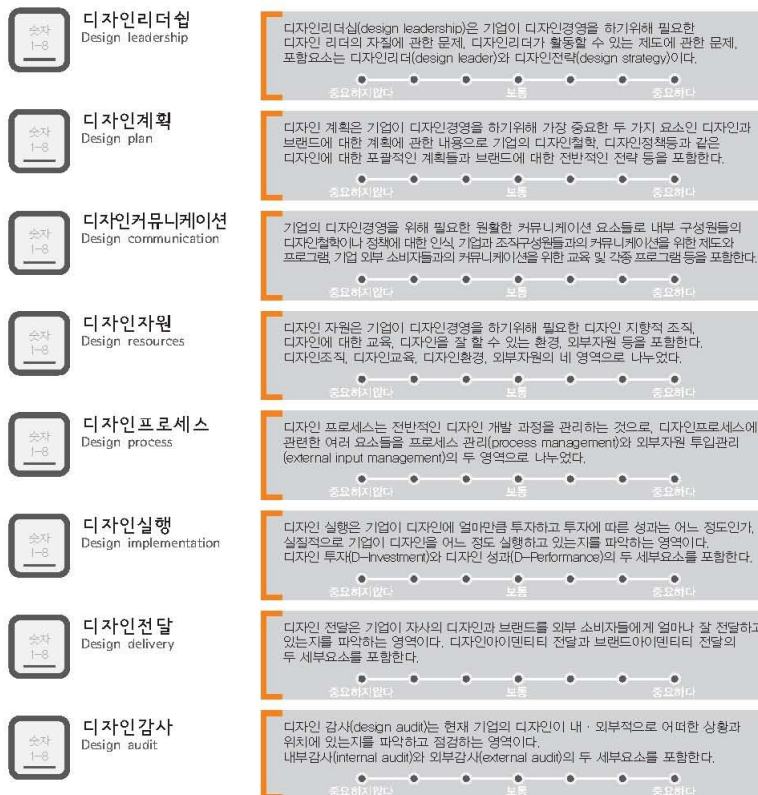 숫자
1-8
디자인리더쉽
Design leadership
디자인리더십(design leadership)은 기업이 디자인경영을 하기위해 필요한
디자인 리더의 자질에 관한 문제, 디자인리더가 활동할 수 있는 제도에 관한 문제,
포함요소는 디자인리더(design leader)와 디자인전략(design strategy)이다.
중요하지않다 보통 중요하다
숫자
1-8
디자인계획
Design plan
디자인 계획은 기업이 디자인경영을 하기위해 가장 중요한 두 가지 요소인 디자인과
브랜드에 대한 계획에 관한 내용으로 기업의 디자인철학, 디자인정책등과 같은
디자인에 대한 포괄적인 계획들과 브랜드에 대한 전반적인 전략 등을 포함한다.
중요하지않다 보통 중요하다
숫자
1-8
디자인커뮤니케이션
Design communication
기업의 디자인경영을 위해 필요한 원활한 커뮤니케이션 요소들로 내부 구성원들의
디자인철학이나 정책에 대한 인식, 기업과 조직구성원들과의 커뮤니케이션을 위한 제도와
프로그램, 기업 외부 소비자들과의 커뮤니케이션을 위한 교육 및 각종 프로그램 등을 포함한다.
중요하지않다 보통 중요하다
숫자
1-8
디자인자원
Design resources
디자인 자원은 기업이 디자인경영을 하기위해 필요한 디자인 지향적 조직,
디자인에 대한 교육, 디자인을 잘 할 수 있는 환경, 외부자원 등을 포함한다.
디자인조직, 디자인교육, 디자인환경, 외부자원의 네 영역으로 나누었다.
중요하지않다 보통 중요하다
숫자
1-8
디자인프로세스
Design process
디자인 프로세스는 전반적인 디자인 개발 과정을 관리하는 것으로, 디자인프로세스에
관련한 여러 요소들을 프로세스 관리(process management)와 외부자원 투입관리
(external input management)의 두 영역으로 나누었다.
중요하지않다 보통 중요하다
숫자
1-8
디자인실행
Design implementation
디자인 실행은 기업이 디자인에 얼마만큼 투자하고 투자에 따른 성과는 어느 정도인가,
실질적으로 기업이 디자인을 어느 정도 실행하고 있는지를 파악하는 영역이다.
디자인 투자(D-Investment)와 디자인 성과(D-Performance)의 두 세부요소를 포함한다.
중요하지않다 보통 중요하다
숫자
1-8
디자인전달
Design delivery
디자인 전달은 기업이 자사의 디자인과 브랜드를 외부 소비자들에게 얼마나 잘 전달하고
있는지를 파악하는 영역이다. 디자인아이덴티티 전달과 브랜드아이덴티티 전달의
두 세부요소를 포함한다.
중요하지않다 보통 중요하다
숫자
1-8
디자인감사
Design audit
디자인 감사(design audit)는 현재 기업의 디자인이 내 · 외부적으로 어떠한 상황과
위치에 있는지를 파악하고 점검하는 영역이다.
내부감사(internal audit)와 외부감사(external audit)의 두 세부요소를 포함한다.
중요하지않다 보통 중요하다